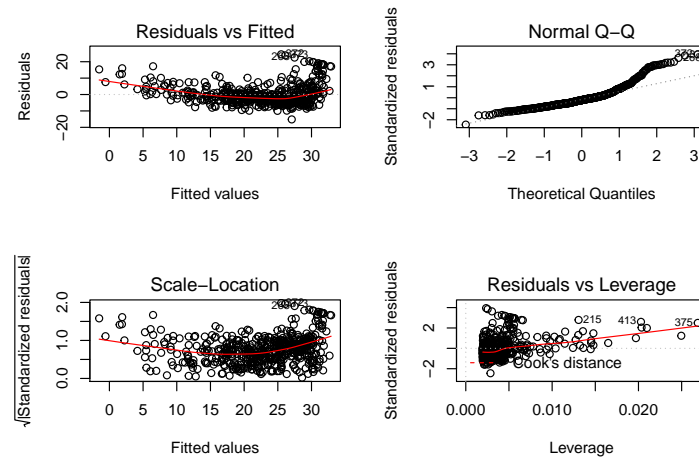 Residuals vs Fitted
Residuals
20
0
−20
0 5 10 15 20 25 30
Fitted values
Normal Q−Q
Standardized residuals
3
1
−2
−3 −2 −1 0 1 2 3
Theoretical Quantiles
Scale−Location
√|Standardized residuals|
2.0
1.0
0.0
0 5 10 15 20 25 30
Fitted values
Residuals vs Leverage
Standardized residuals
2
0
−2
215
413
375
Cook's distance
0.000 0.010 0.020
Leverage